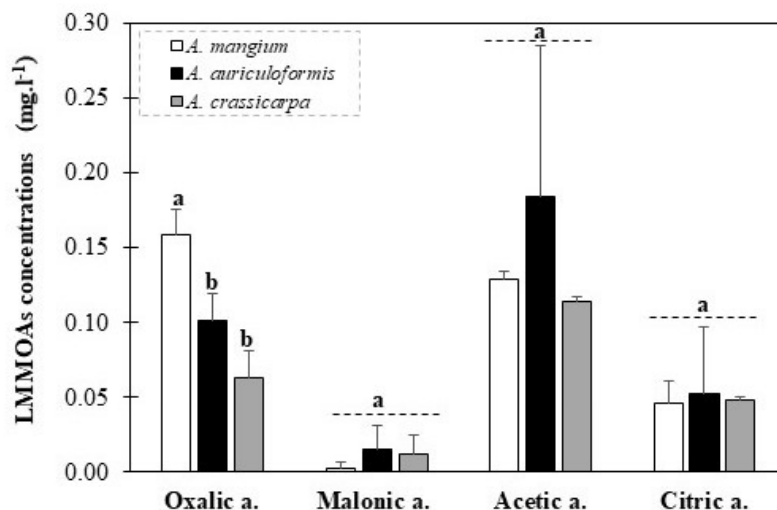 LMMOAs concentrations (mg.l⁻¹)
0.30
0.25
0.20
0.15
0.10
0.05
0.00
A. mangium
A. auriculoformis
A. crassicarpa
a
b
b
a
a
a
Oxalic a. Malonic a. Acetic a. Citric a.